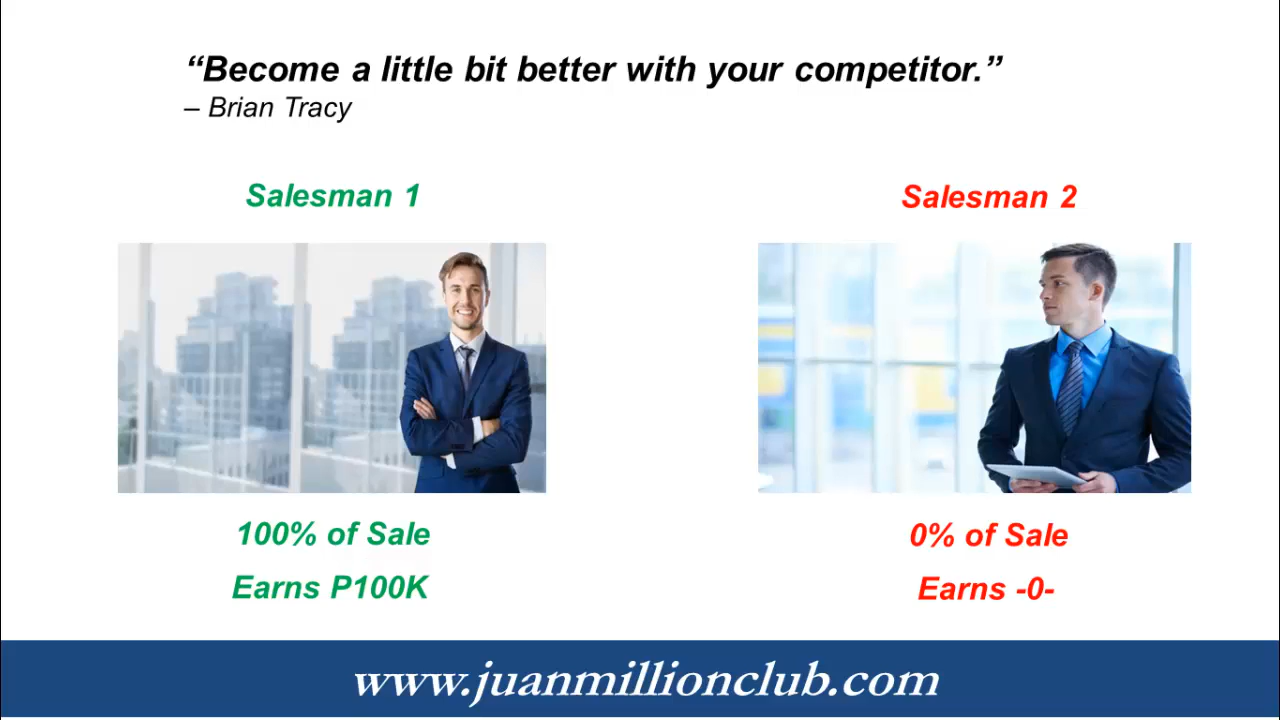 “Become a little bit better with your competitor.”
– Brian Tracy
Salesman 1
Salesman 2
100% of Sale
0% of Sale
Earns P100K
Earns -0-
www.juanmillionclub.com